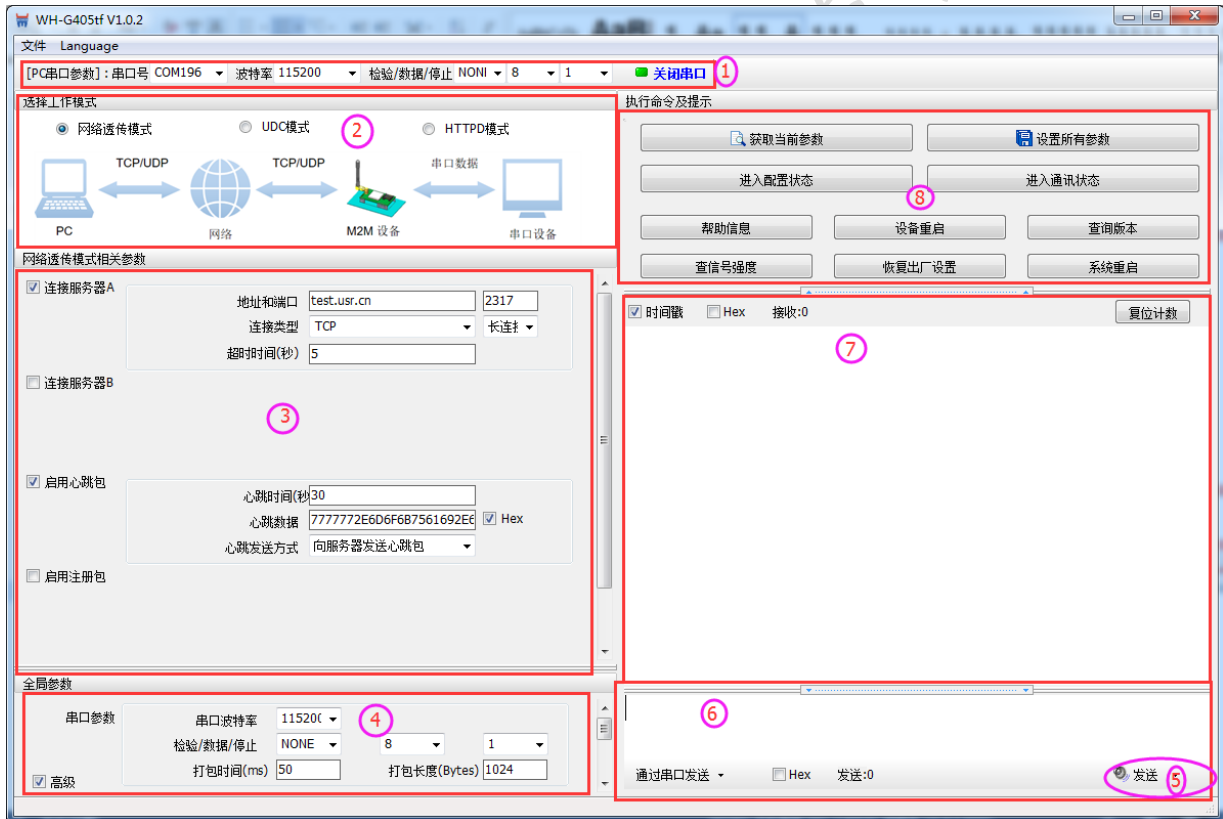 WH-G405tf V1.0.2
文件 Language
[PC串口参数]：串口号 COM196 波特率 115200 检验/数据/停止 NONI 8 1 关闭串口 1
选择工作模式
网络透传模式 UDC模式 2 HTTPD模式
TCP/UDP TCP/UDP 串口数据
PC 网络 M2M 设备 串口设备
网络透传模式相关参数
连接服务器A
地址和端口 test.usr.cn 2317
连接类型 TCP 长连接
超时时间(秒) 5
连接服务器B
3
启用心跳包
心跳时间(秒 30
心跳数据 7777772E6D6F6B7561692E6 Hex
心跳发送方式 向服务器发送心跳包
启用注册包
全局参数
串口参数 串口波特率 115200 4
检验/数据/停止 NONE 8 1
打包时间(ms) 50 打包长度(Bytes) 1024
高级
执行命令及提示
获取当前参数 设置所有参数
进入配置状态 进入通讯状态
8
帮助信息 设备重启 查询版本
查信号强度 恢复出厂设置 系统重启
时间戳 Hex 接收:0 复位计数
7
6
通过串口发送 Hex 发送:0 发送 5